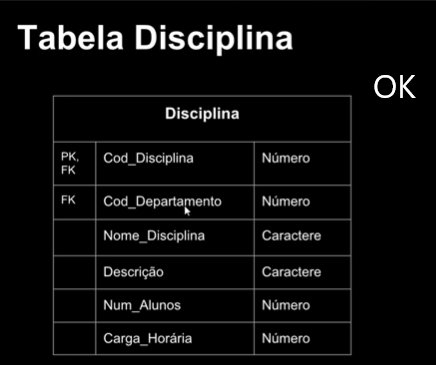 Tabela Disciplina
OK
Disciplina
PK, FK Cod_Disciplina Número
FK Cod_Departamento Número
Nome_Disciplina Caractere
Descrição Caractere
Num_Alunos Número
Carga_Horária Número